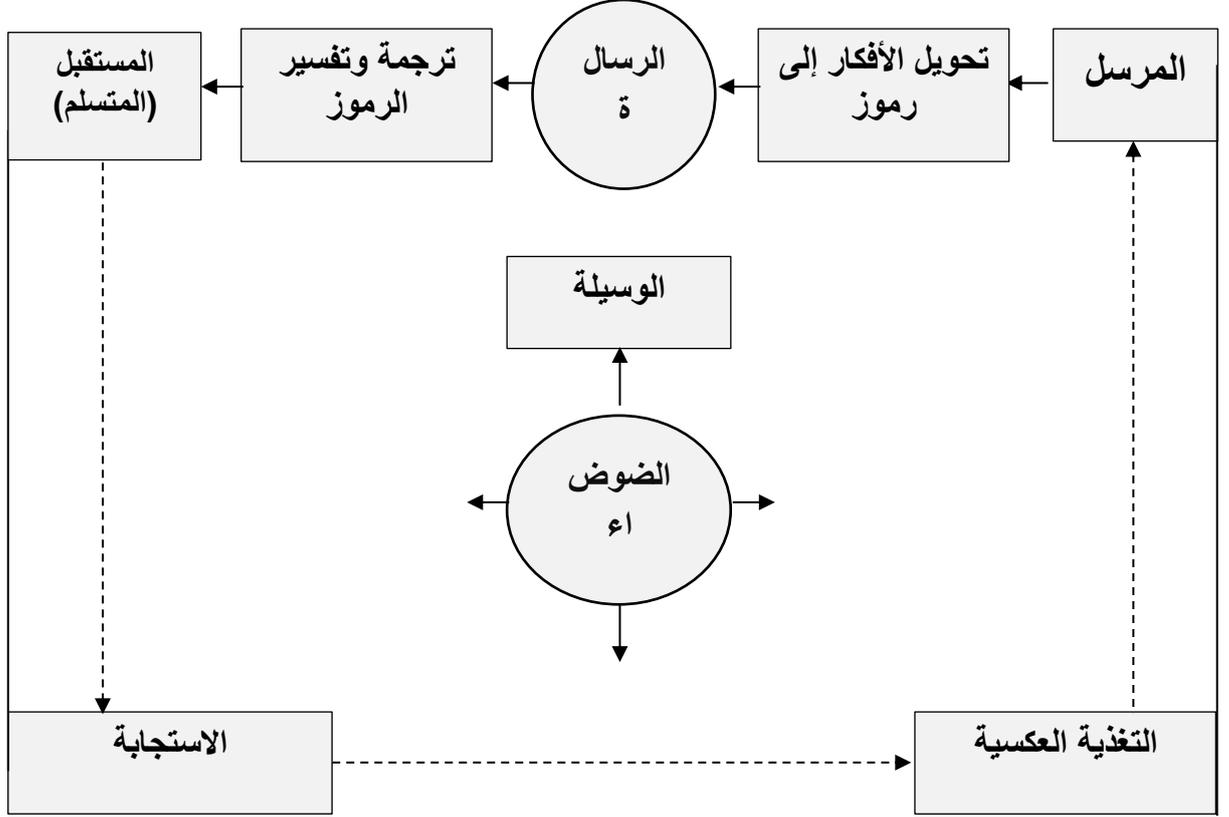 المرسل
تحويل الأفكار إلى
رموز
الرسال
ة
ترجمة وتفسير
الرموز
المستقبل
(المتسلم)
الوسيلة
الضوض
اء
التغذية العكسية
الاستجابة